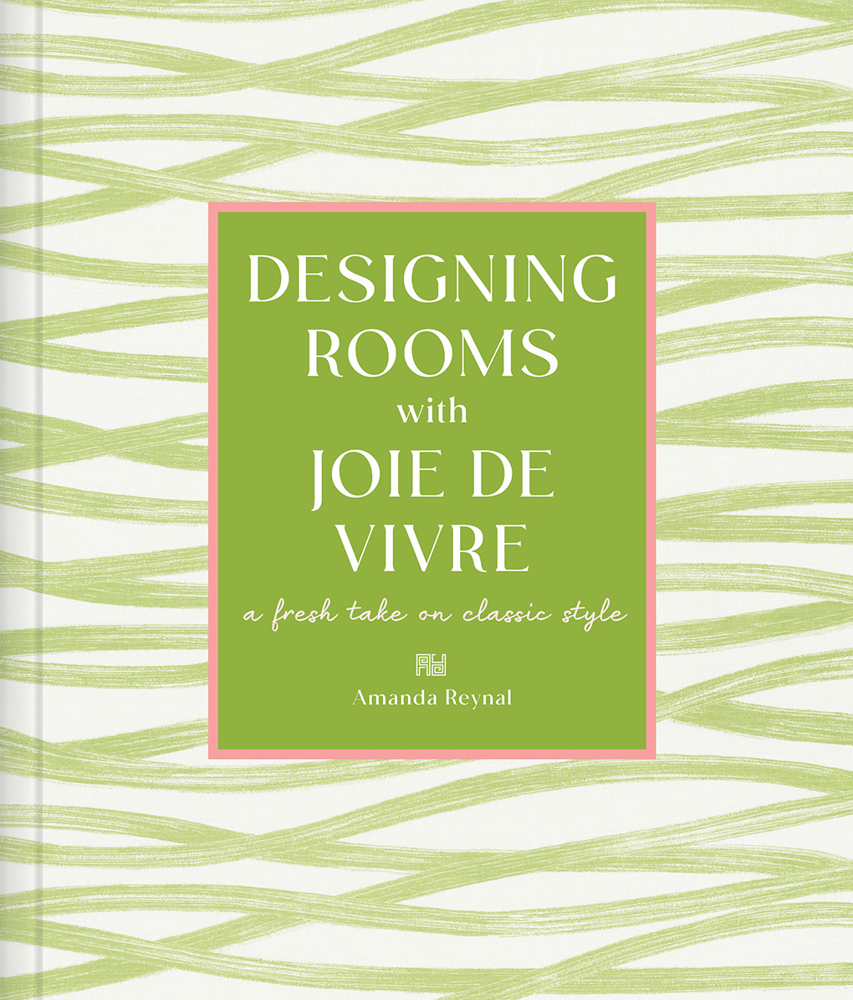 DESIGNING
ROOMS
with
JOIE DE
VIVRE
a fresh take on classic style
Amanda Reynal